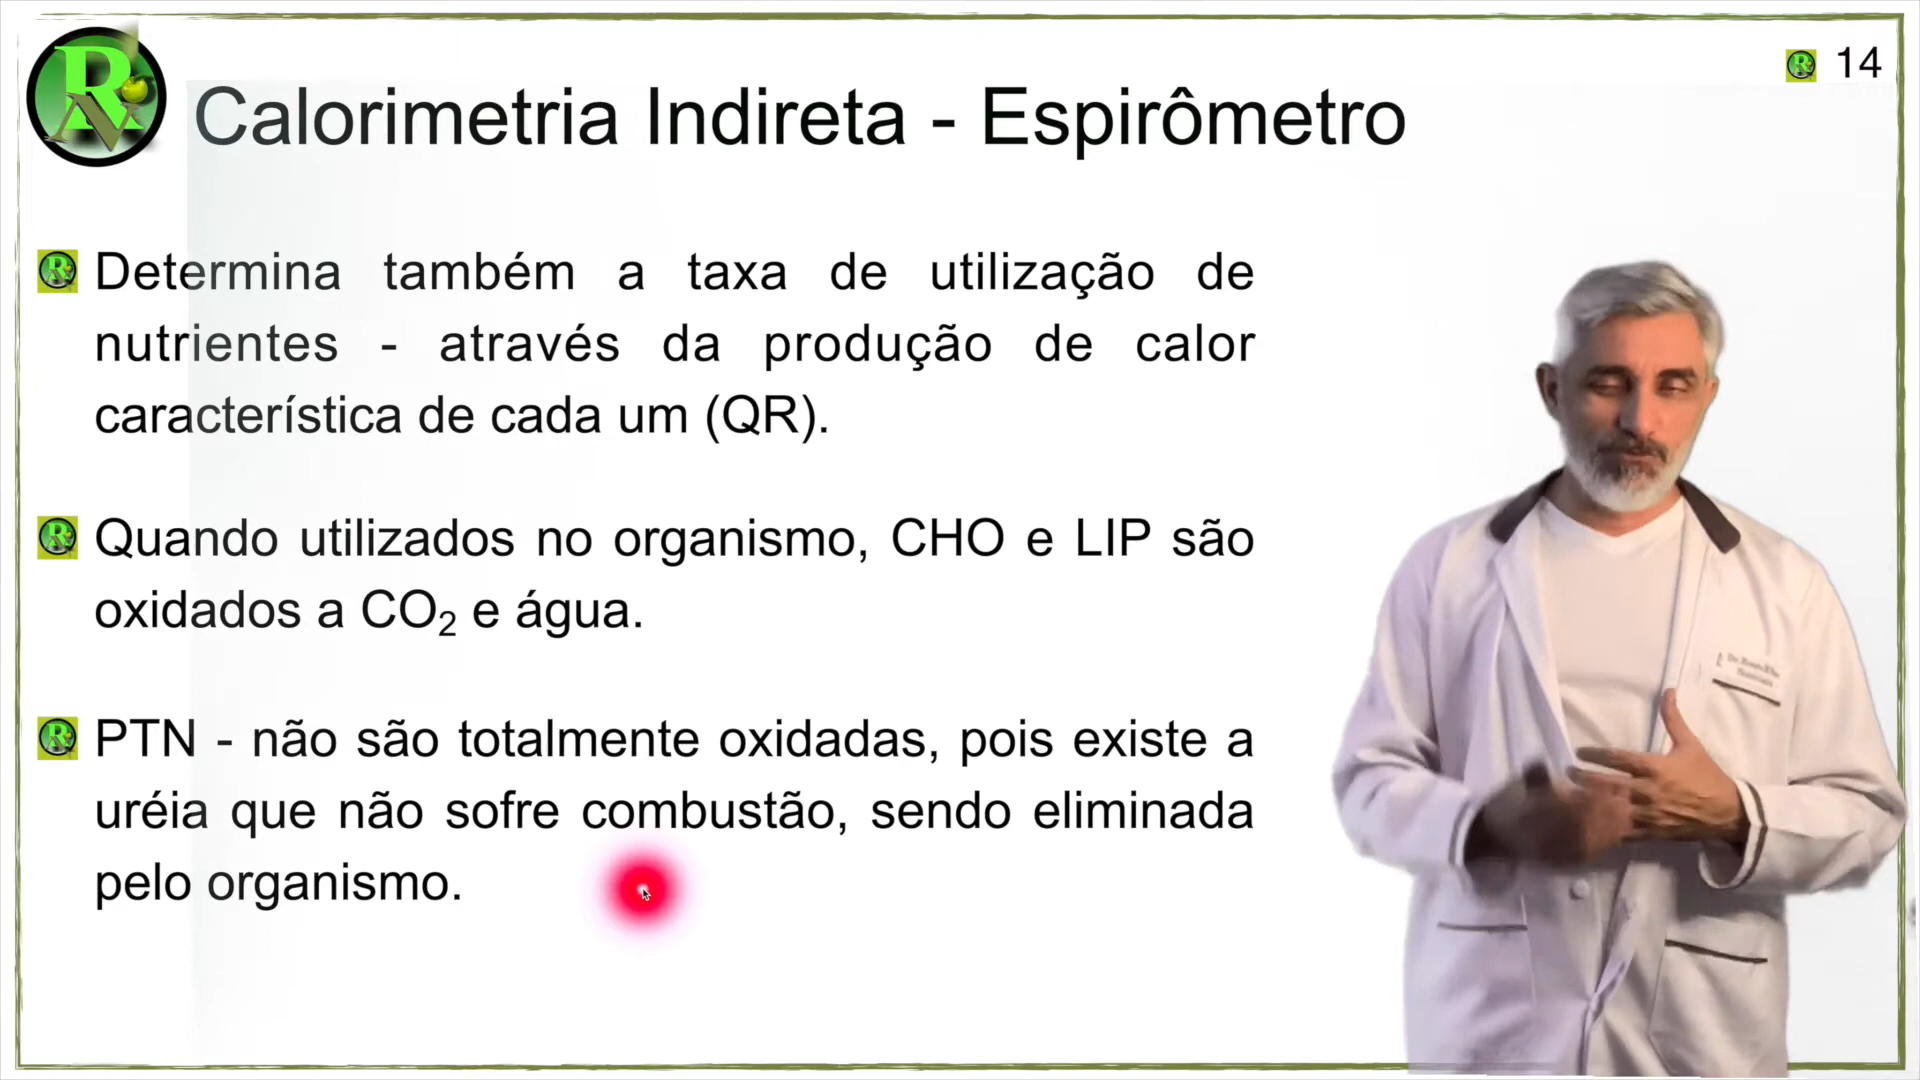 14
Calorimetria Indireta - Espirômetro
Determina também a taxa de utilização de
nutrientes - através da produção de calor
característica de cada um (QR).
Quando utilizados no organismo, CHO e LIP são
oxidados a CO₂ e água.
PTN - não são totalmente oxidadas, pois existe a
uréia que não sofre combustão, sendo eliminada
pelo organismo.